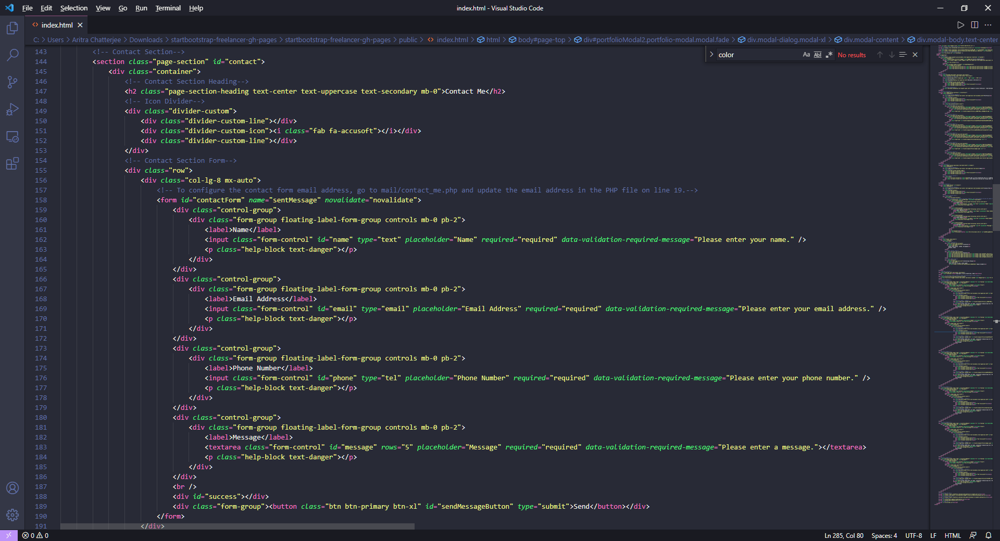 File Edit Selection View Go Run Terminal Help
index.html - Visual Studio Code
index.html
C: > Users > Aritra Chatterjee > Downloads > startbootstrap-freelancer-gh-pages > startbootstrap-freelancer-gh-pages > public > index.html > html > body#page-top > div#portfolioModal2.portfolio-modal.modal.fade > div.modal-dialog.modal-xl > div.modal-content > div.modal-body.text-center
color Aa Abl .* No results
143 <!-- Contact Section-->
144 <section class="page-section" id="contact">
145 <div class="container">
146 <!-- Contact Section Heading-->
147 <h2 class="page-section-heading text-center text-uppercase text-secondary mb-0">Contact Me</h2>
148 <!-- Icon Divider-->
149 <div class="divider-custom">
150 <div class="divider-custom-line"></div>
151 <div class="divider-custom-icon"><i class="fab fa-accusoft"></i></div>
152 <div class="divider-custom-line"></div>
153 </div>
154 <!-- Contact Section Form-->
155 <div class="row">
156 <div class="col-lg-8 mx-auto">
157 <!-- To configure the contact form email address, go to mail/contact_me.php and update the email address in the PHP file on line 19.-->
158 <form id="contactForm" name="sentMessage" novalidate="novalidate">
159 <div class="control-group">
160 <div class="form-group floating-label-form-group controls mb-0 pb-2">
161 <label>Name</label>
162 <input class="form-control" id="name" type="text" placeholder="Name" required="required" data-validation-required-message="Please enter your name." />
163 <p class="help-block text-danger"></p>
164 </div>
165 </div>
166 <div class="control-group">
167 <div class="form-group floating-label-form-group controls mb-0 pb-2">
168 <label>Email Address</label>
169 <input class="form-control" id="email" type="email" placeholder="Email Address" required="required" data-validation-required-message="Please enter your email address." />
170 <p class="help-block text-danger"></p>
171 </div>
172 </div>
173 <div class="control-group">
174 <div class="form-group floating-label-form-group controls mb-0 pb-2">
175 <label>Phone Number</label>
176 <input class="form-control" id="phone" type="tel" placeholder="Phone Number" required="required" data-validation-required-message="Please enter your phone number." />
177 <p class="help-block text-danger"></p>
178 </div>
179 </div>
180 <div class="control-group">
181 <div class="form-group floating-label-form-group controls mb-0 pb-2">
182 <label>Message</label>
183 <textarea class="form-control" id="message" rows="5" placeholder="Message" required="required" data-validation-required-message="Please enter a message."></textarea>
184 <p class="help-block text-danger"></p>
185 </div>
186 </div>
187 <br />
188 <div id="success"></div>
189 <div class="form-group"><button class="btn btn-primary btn-xl" id="sendMessageButton" type="submit">Send</button></div>
190 </form>
191 </div>
0 0
Ln 285, Col 80 Spaces: 4 UTF-8 LF HTML